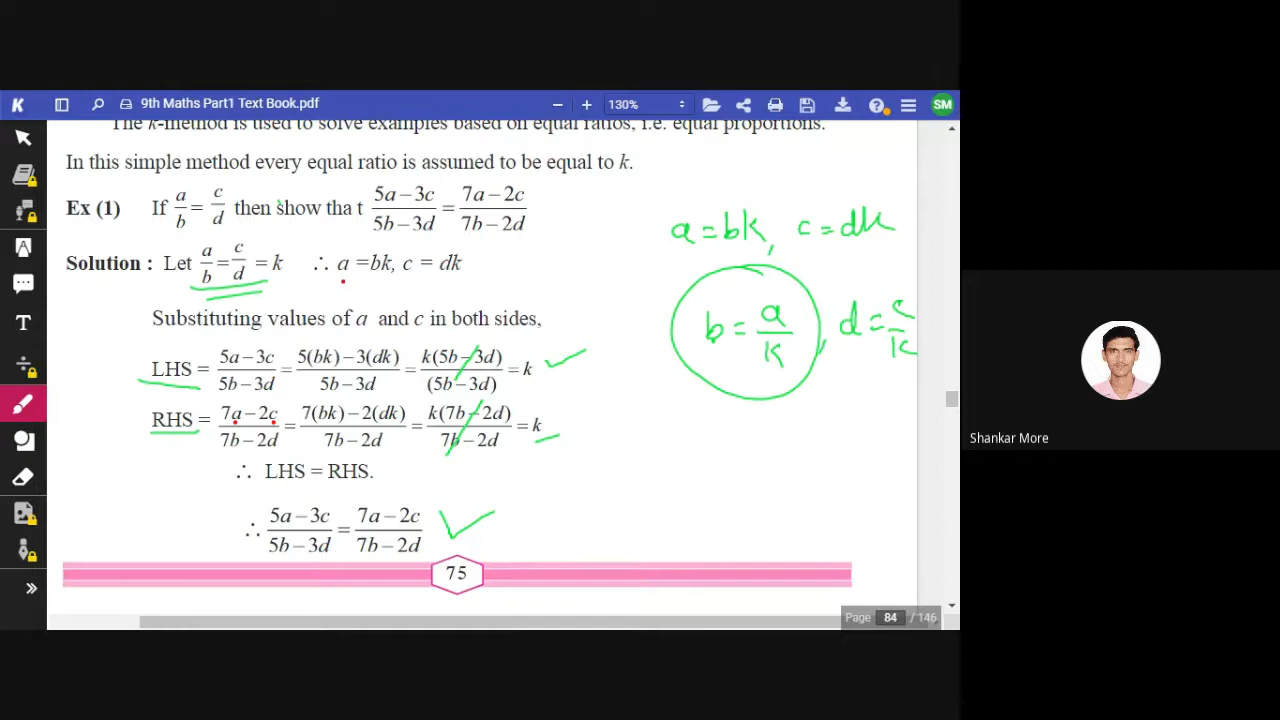 K 9th Maths Part1 Text Book.pdf 130% SM
The k-method is used to solve examples based on equal ratios, i.e. equal proportions.
In this simple method every equal ratio is assumed to be equal to k.
Ex (1) If a/b = c/d then show tha t (5a − 3c)/(5b − 3d) = (7a − 2c)/(7b − 2d)
a = bk, c = dk
Solution : Let a/b = c/d = k ∴ a =bk, c = dk
Substituting values of a and c in both sides,
b = a/k, d = c/k
LHS = (5a − 3c)/(5b − 3d) = (5(bk) − 3(dk))/(5b − 3d) = k(5b − 3d)/(5b − 3d) = k
RHS = (7a − 2c)/(7b − 2d) = (7(bk) − 2(dk))/(7b − 2d) = k(7b − 2d)/(7b − 2d) = k
∴ LHS = RHS.
∴ (5a − 3c)/(5b − 3d) = (7a − 2c)/(7b − 2d)
75
Page 84 / 146
Shankar More